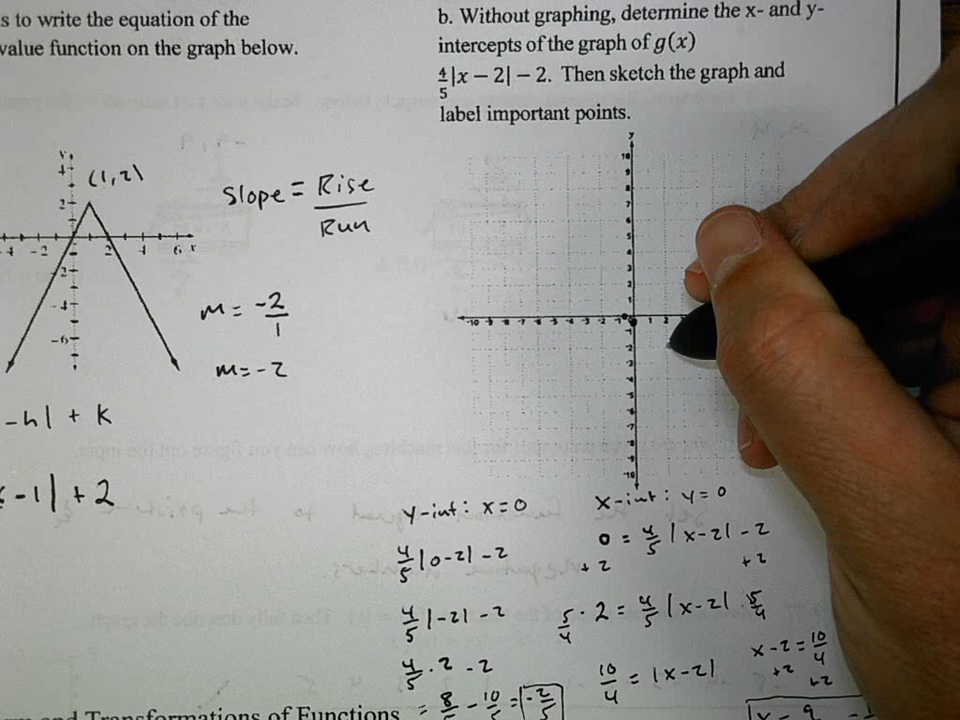 s to write the equation of the
value function on the graph below.
(1,2)
Slope = Rise
Run
m = -2
1
m = -2
-h| + k
-1| + 2
b. Without graphing, determine the x- and y-
intercepts of the graph of g(x)
4/5|x − 2| − 2. Then sketch the graph and
label important points.
y-int: x=0
4/5 |0-2| -2
4/5 |-2| -2
4/5 · 2 -2
= 8 - 10/5 = -2/5
x-int: y=0
0 = 4/5 |x-2| -2
+2 +2
5/4 · 2 = 4/5 |x-2| · 5/4
10/4 = |x-2|
x-2 = 10/4
+2 +2
Transformations of Functions